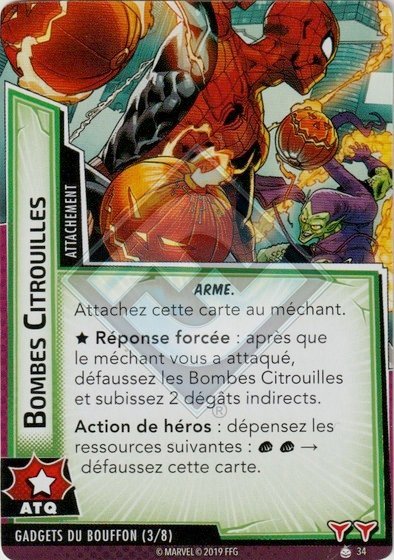 BOMBES CITROUILLES
ATTACHEMENT
ARME.
Attachez cette carte au méchant.
★ Réponse forcée : après que
le méchant vous a attaqué,
défaussez les Bombes Citrouilles
et subissez 2 dégâts indirects.
Action de héros : dépensez les
ressources suivantes : →
défaussez cette carte.
ATQ
GADGETS DU BOUFFON (3/8)
© MARVEL © 2019 FFG
34